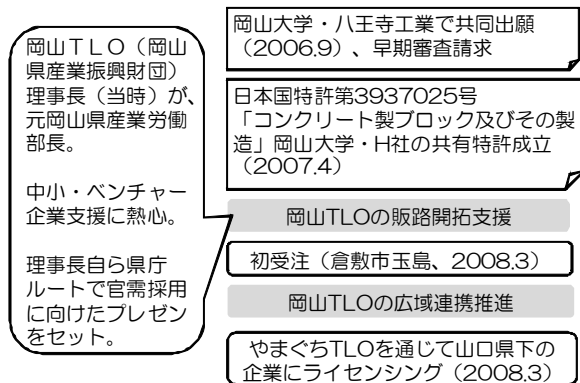 岡山TLO（岡山
県産業振興財団）
理事長（当時）が、
元岡山県産業労働
部長。
中小・ベンチャー
企業支援に熱心。
理事長自ら県庁
ルートで官需採用
に向けたプレゼン
をセット。
岡山大学・八王寺工業で共同出願
（2006.9）、早期審査請求
日本国特許第3937025号
「コンクリート製ブロック及びその製
造」岡山大学・H社の共有特許成立
（2007.4）
岡山TLOの販路開拓支援
初受注（倉敷市玉島、2008.3）
岡山TLOの広域連携推進
やまぐちTLOを通じて山口県下の
企業にライセンシング（2008.3）